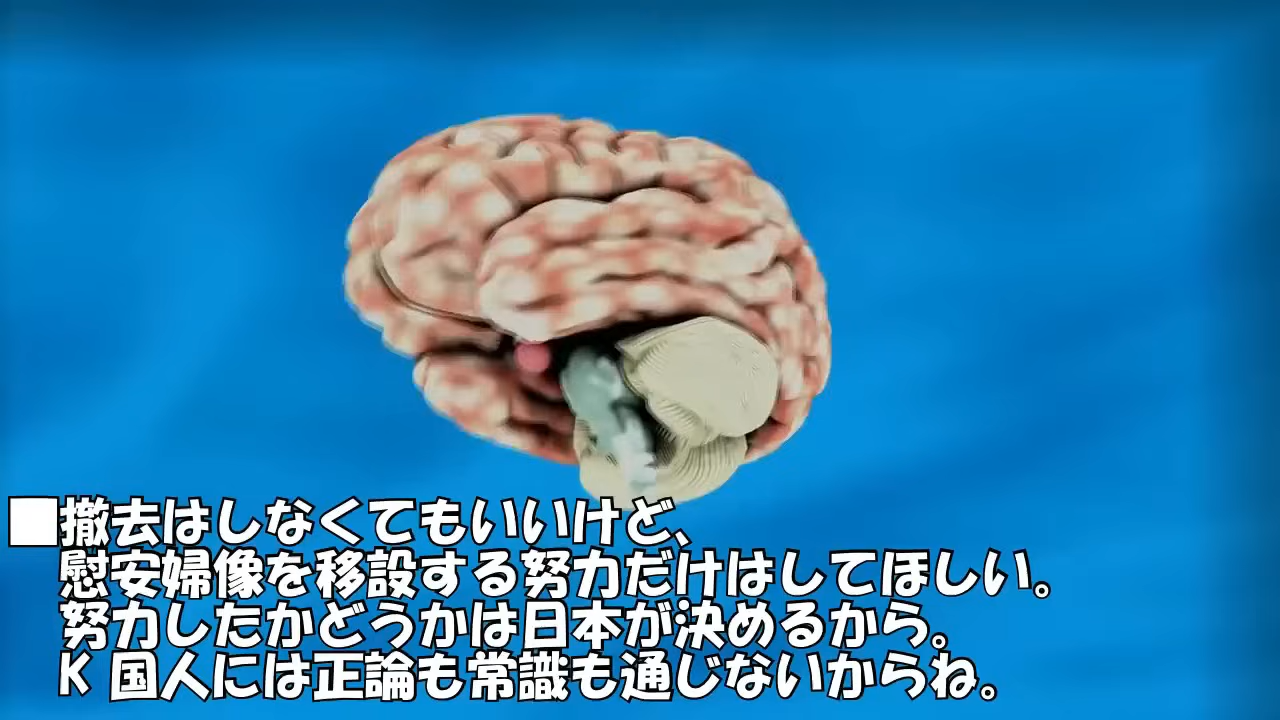 ■撤去はしなくてもいいけど、
慰安婦像を移設する努力だけはしてほしい。
努力したかどうかは日本が決めるから。
K 国人には正論も常識も通じないからね。